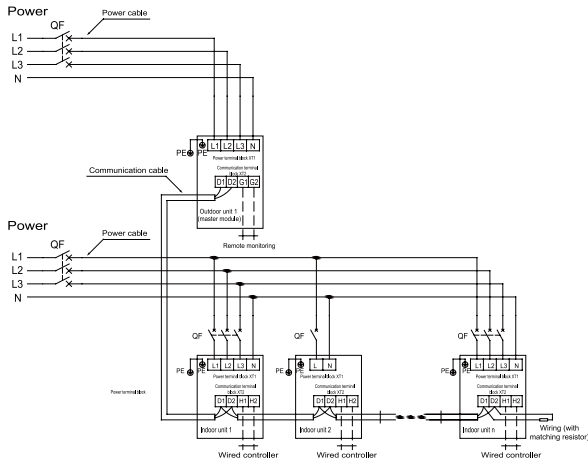 Power
QF
Power cable
L1
L2
L3
N
PE
PE
L1 L2 L3 N
Power terminal block XT1
Communication terminal
block XT2
D1 D2 G1 G2
Communication cable
Outdoor unit 1
(master module)
Remote monitoring
Power
QF
Power cable
L1
L2
L3
N
QF
QF
QF
PE
PE
L1 L2 L3 N
Power terminal block XT1
Communication terminal
block XT2
D1 D2 H1 H2
Indoor unit 1
Wired controller
PE
PE
L N
Power terminal block XT1
Communication terminal
block XT2
D1 D2 H1 H2
Indoor unit 2
Wired controller
PE
PE
L1 L2 L3 N
Power terminal block XT1
Communication terminal
block XT2
D1 D2 H1 H2
Indoor unit n
Wired controller
Power terminal block
Wiring (with
matching resistor)